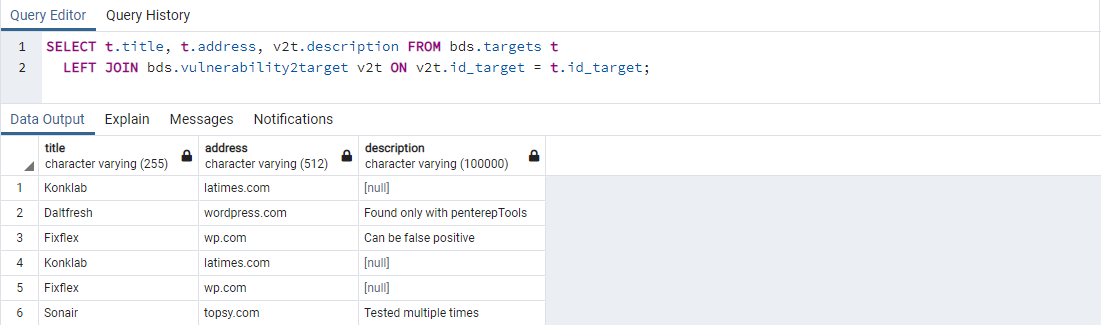 Query Editor Query History
1 SELECT t.title, t.address, v2t.description FROM bds.targets t
2 LEFT JOIN bds.vulnerability2target v2t ON v2t.id_target = t.id_target;
Data Output Explain Messages Notifications
title address description
character varying (255) character varying (512) character varying (100000)
1 Konklab latimes.com [null]
2 Daltfresh wordpress.com Found only with penterepTools
3 Fixflex wp.com Can be false positive
4 Konklab latimes.com [null]
5 Fixflex wp.com [null]
6 Sonair topsy.com Tested multiple times